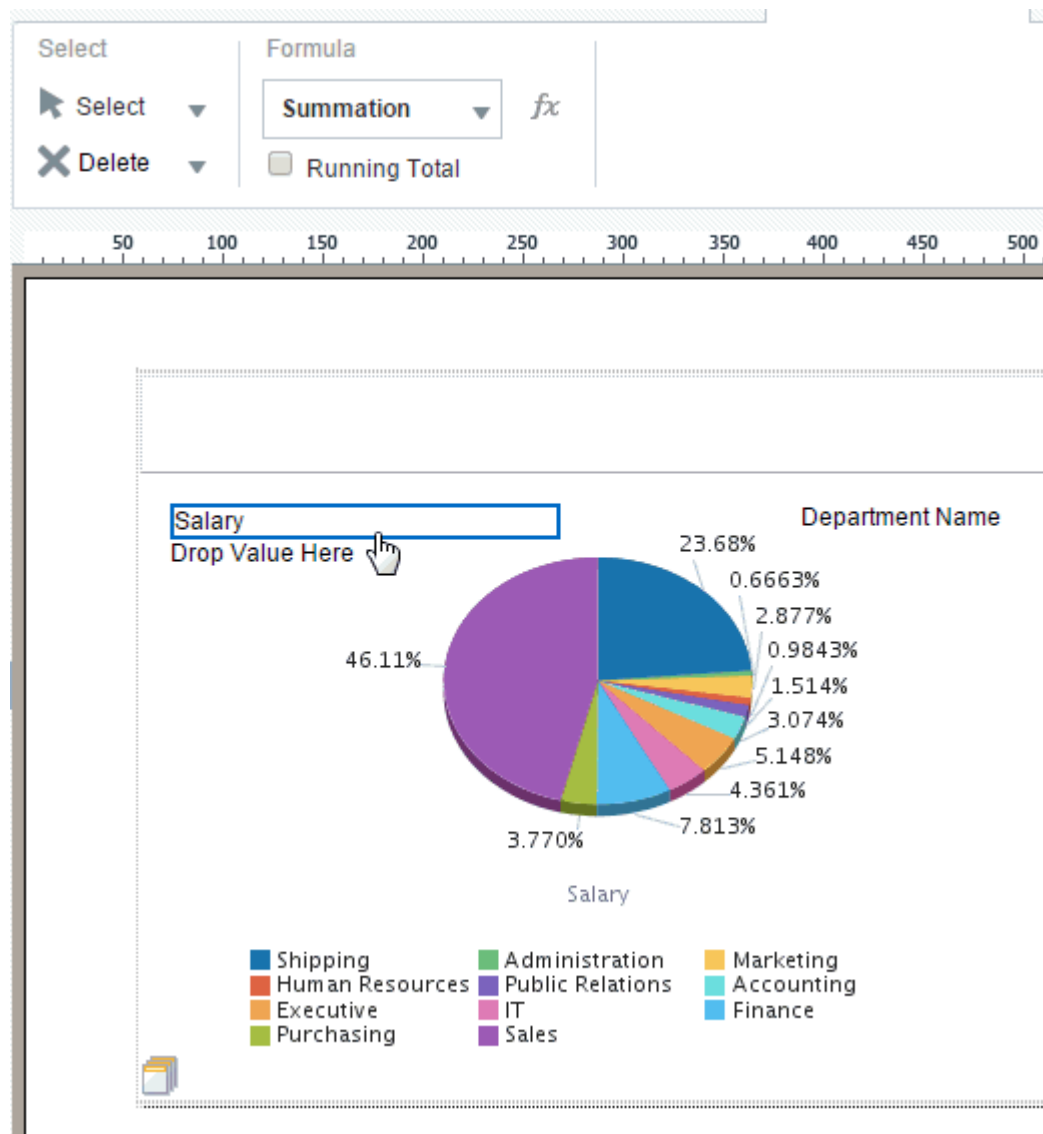 Select
Formula
Select
Summation
fx
Delete
Running Total
50 100 150 200 250 300 350 400 450 500
Salary
Department Name
Drop Value Here
23.68%
0.6663%
2.877%
0.9843%
46.11%
1.514%
3.074%
5.148%
4.361%
7.813%
3.770%
Salary
Shipping Administration Marketing
Human Resources Public Relations Accounting
Executive IT Finance
Purchasing Sales